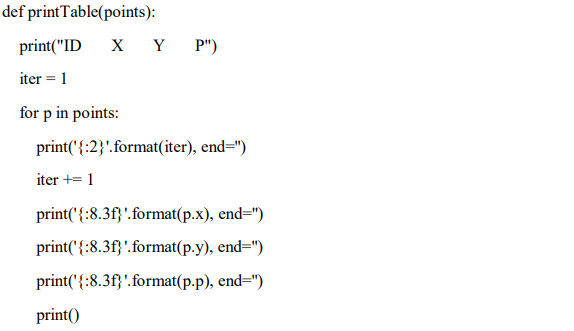 def printTable(points):
print("ID X Y P")
iter = 1
for p in points:
print('{:2}'.format(iter), end='')
iter += 1
print('{:8.3f}'.format(p.x), end='')
print('{:8.3f}'.format(p.y), end='')
print('{:8.3f}'.format(p.p), end='')
print()